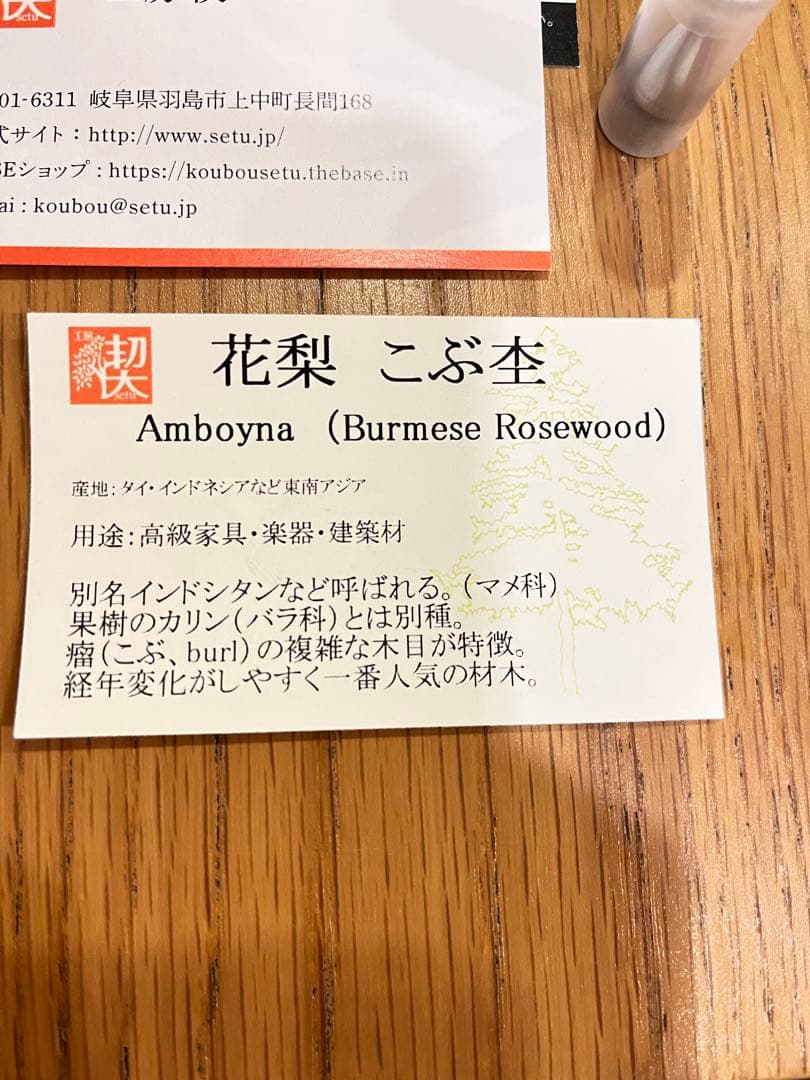 setu
01-6311 岐阜県羽島市上中町長間168
式サイト：http://www.setu.jp/
SEショップ：https://koubousetu.thebase.in
ai：koubou@setu.jp
工房
契
setu
花梨 こぶ杢
Amboyna （Burmese Rosewood）
産地：タイ・インドネシアなど東南アジア
用途：高級家具・楽器・建築材
別名インドシタンなど呼ばれる。（マメ科）
果樹のカリン（バラ科）とは別種。
瘤（こぶ、burl）の複雑な木目が特徴。
経年変化がしやすく一番人気の材木。